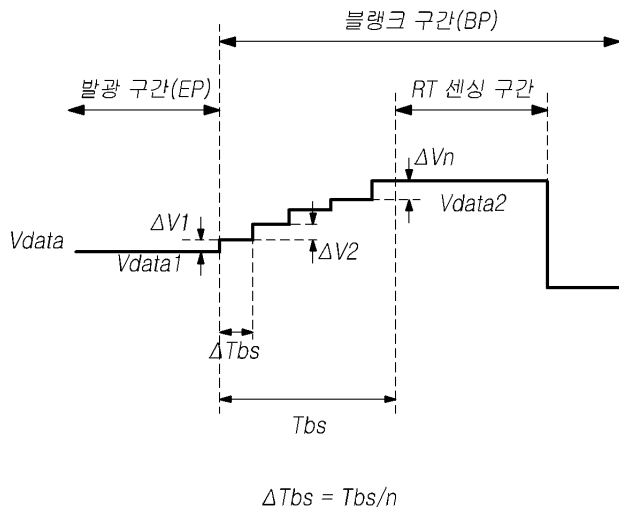 블랭크 구간(BP)
발광 구간(EP)
RT 센싱 구간
ΔVn
ΔV1
Vdata2
Vdata
Vdata1
ΔV2
ΔTbs
Tbs
ΔTbs = Tbs/n